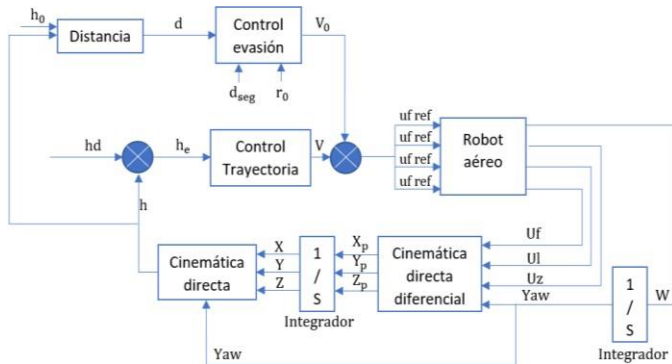 h₀
Distancia
d
Control
evasión
V₀
d_seg
r₀
hd
hₑ
Control
Trayectoria
V
uf ref
uf ref
uf ref
uf ref
Robot
aéreo
h
Cinemática
directa
X
Y
Z
1
/
S
Integrador
Xₚ
Yₚ
Zₚ
Cinemática
directa
diferencial
Uf
Ul
Uz
Yaw
1
/
S
Integrador
W
Yaw